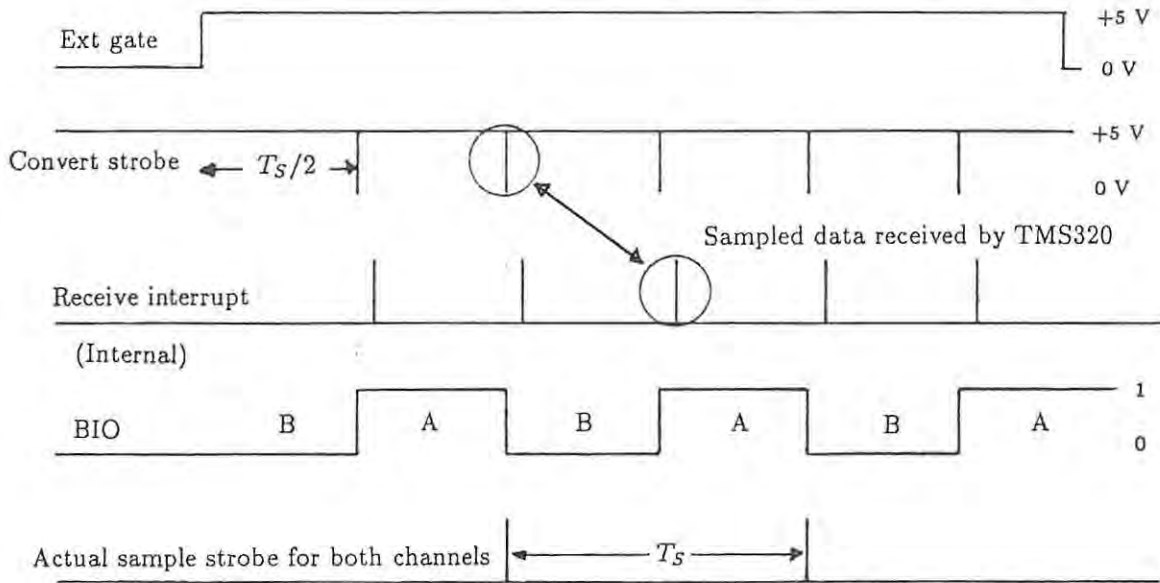 +5 V
Ext gate
0 V
+5 V
Convert strobe T_S/2
0 V
Sampled data received by TMS320
Receive interrupt
(Internal)
1
BIO B A B A B A
0
Actual sample strobe for both channels T_S